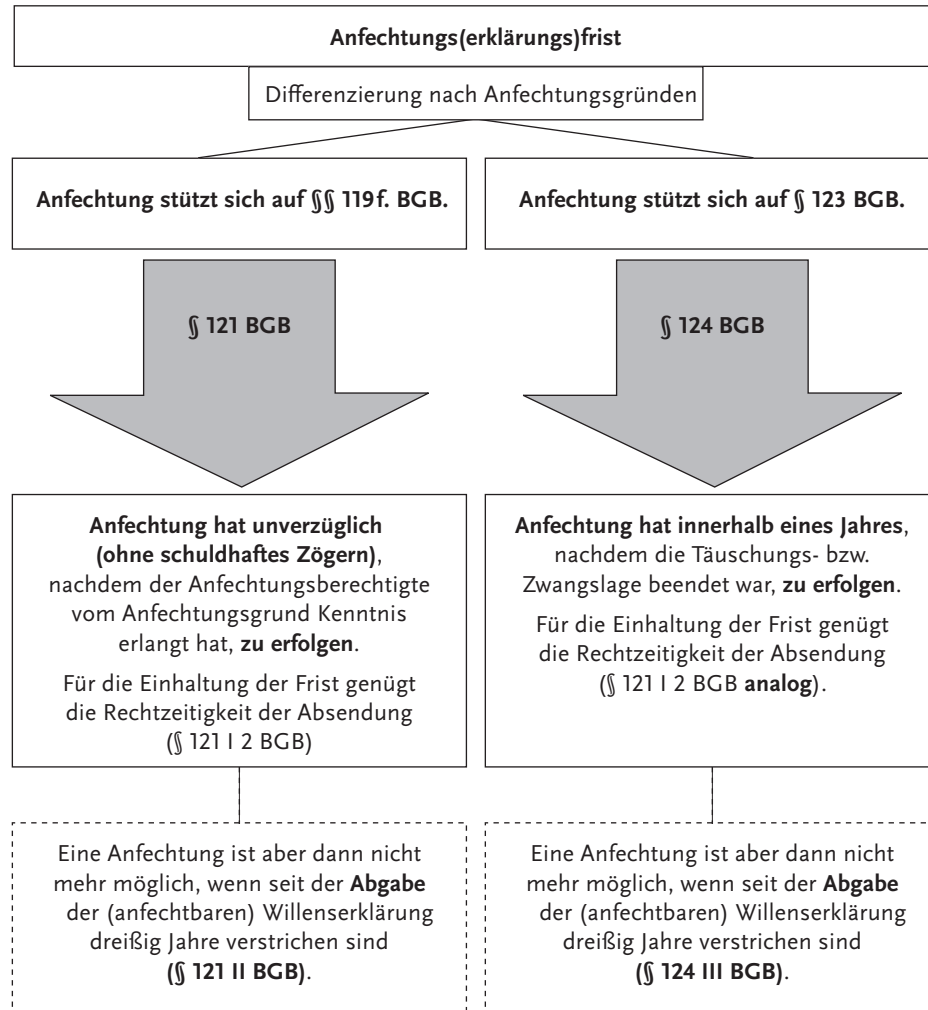 Anfechtungs(erklärungs)frist
Differenzierung nach Anfechtungsgründen
Anfechtung stützt sich auf §§ 119 f. BGB.
§ 121 BGB
Anfechtung hat unverzüglich
(ohne schuldhaftes Zögern),
nachdem der Anfechtungsberechtigte
vom Anfechtungsgrund Kenntnis
erlangt hat, zu erfolgen.
Für die Einhaltung der Frist genügt
die Rechtzeitigkeit der Absendung
(§ 121 I 2 BGB)
Eine Anfechtung ist aber dann nicht
mehr möglich, wenn seit der Abgabe
der (anfechtbaren) Willenserklärung
dreißig Jahre verstrichen sind
(§ 121 II BGB).
Anfechtung stützt sich auf § 123 BGB.
§ 124 BGB
Anfechtung hat innerhalb eines Jahres,
nachdem die Täuschungs- bzw.
Zwangslage beendet war, zu erfolgen.
Für die Einhaltung der Frist genügt
die Rechtzeitigkeit der Absendung
(§ 121 I 2 BGB analog).
Eine Anfechtung ist aber dann nicht
mehr möglich, wenn seit der Abgabe
der (anfechtbaren) Willenserklärung
dreißig Jahre verstrichen sind
(§ 124 III BGB).